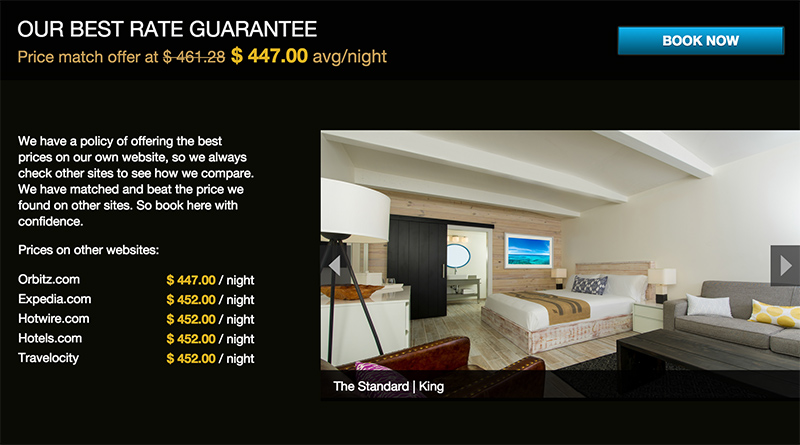 OUR BEST RATE GUARANTEE
Price match offer at $ 461.28 $ 447.00 avg/night
BOOK NOW
We have a policy of offering the best
prices on our own website, so we always
check other sites to see how we compare.
We have matched and beat the price we
found on other sites. So book here with
confidence.
Prices on other websites:
Orbitz.com $ 447.00 / night
Expedia.com $ 452.00 / night
Hotwire.com $ 452.00 / night
Hotels.com $ 452.00 / night
Travelocity $ 452.00 / night
The Standard | King